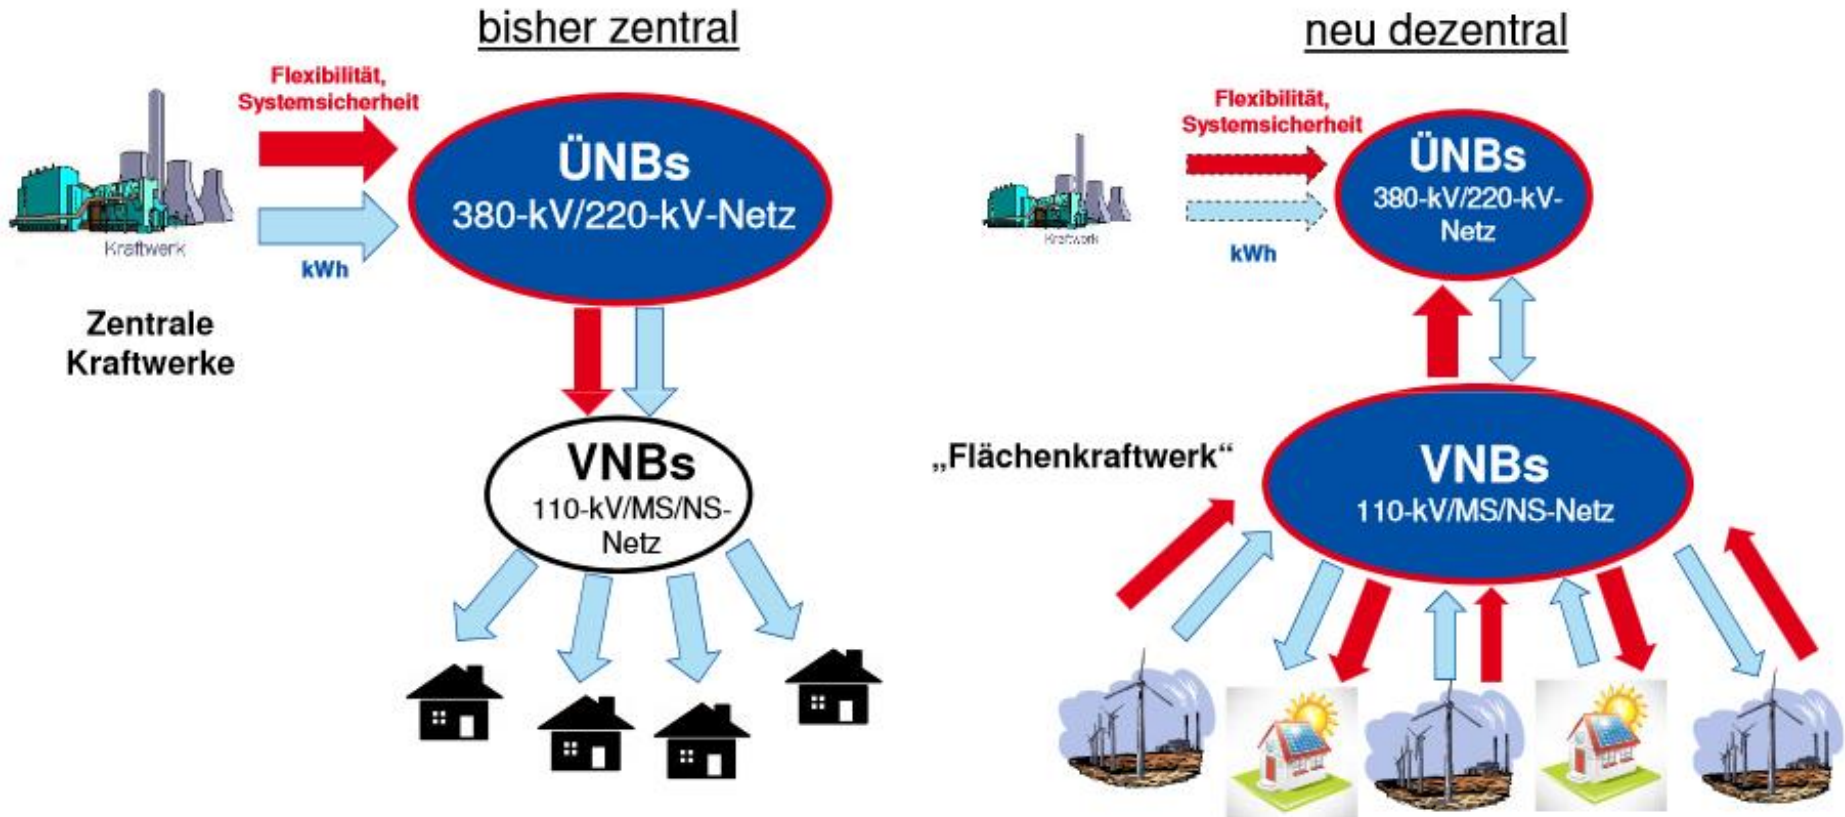 bisher zentral
Flexibilität,
Systemsicherheit
ÜNBs
380-kV/220-kV-Netz
Kraftwerk
kWh
Zentrale
Kraftwerke
VNBs
110-kV/MS/NS-
Netz
neu dezentral
Flexibilität,
Systemsicherheit
ÜNBs
380-kV/220-kV-
Netz
Kraftwerk
kWh
„Flächenkraftwerk“
VNBs
110-kV/MS/NS-Netz